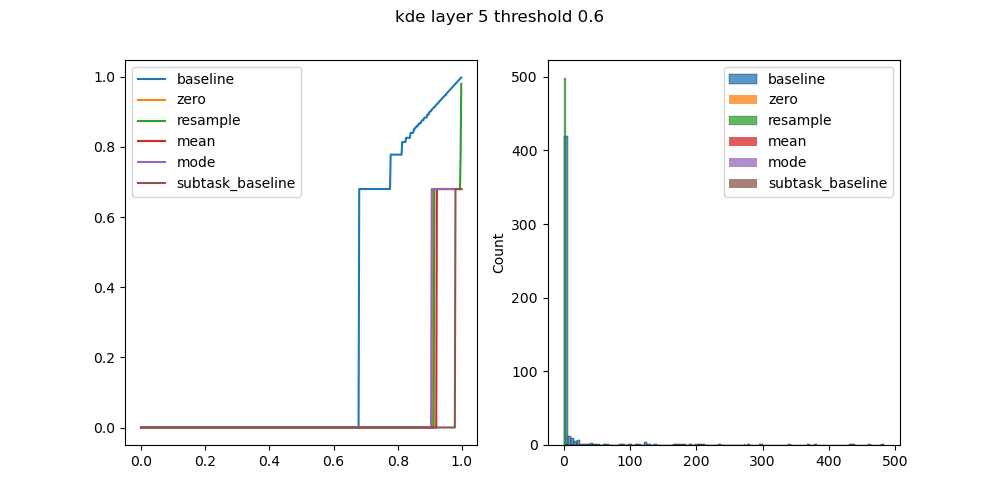 kde layer 5 threshold 0.6
baseline
zero
resample
mean
mode
subtask_baseline
1.0
0.8
0.6
0.4
0.2
0.0
0.0 0.2 0.4 0.6 0.8 1.0
baseline
zero
resample
mean
mode
subtask_baseline
Count
500
400
300
200
100
0
0 100 200 300 400 500